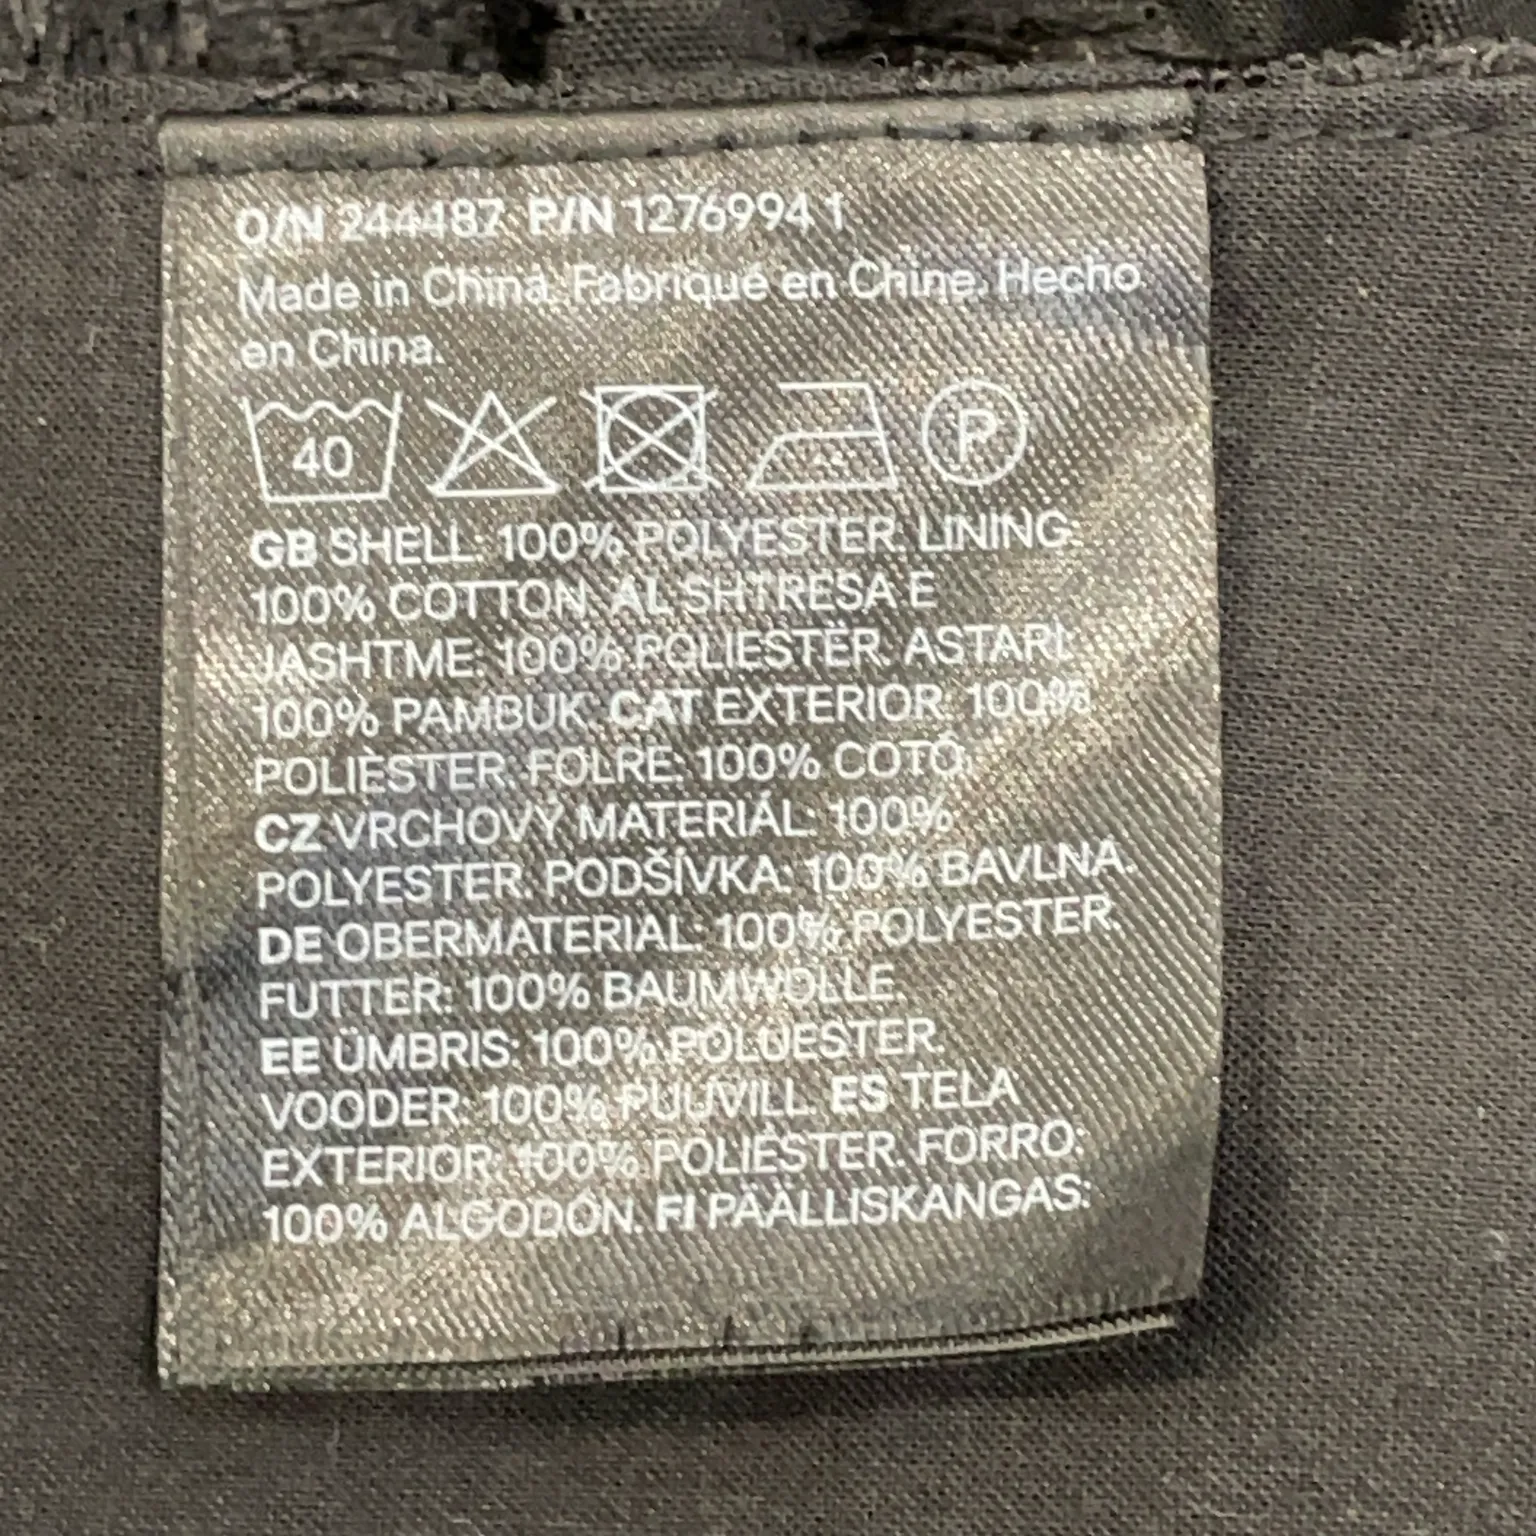 O/N 244487 P/N 1276994 1
Made in China. Fabriqué en Chine. Hecho
en China.
40
P
GB SHELL: 100% POLYESTER. LINING:
100% COTTON. AL SHTRESA E
JASHTME: 100% POLIESTËR. ASTARI:
100% PAMBUK. CAT EXTERIOR: 100%
POLIÈSTER. FOLRE: 100% COTÓ.
CZ VRCHOVÝ MATERIÁL: 100%
POLYESTER. PODŠÍVKA: 100% BAVLNA.
DE OBERMATERIAL: 100% POLYESTER.
FUTTER: 100% BAUMWOLLE.
EE ÜMBRIS: 100% POLÜESTER.
VOODER: 100% PUUVILL. ES TELA
EXTERIOR: 100% POLIÉSTER. FORRO:
100% ALGODÓN. FI PÄÄLLISKANGAS: